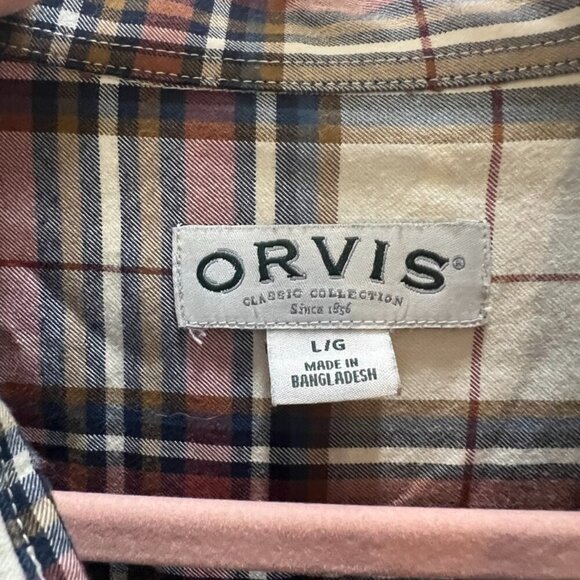 ORVIS®
CLASSIC COLLECTION
Since 1856
L/G
MADE IN
BANGLADESH